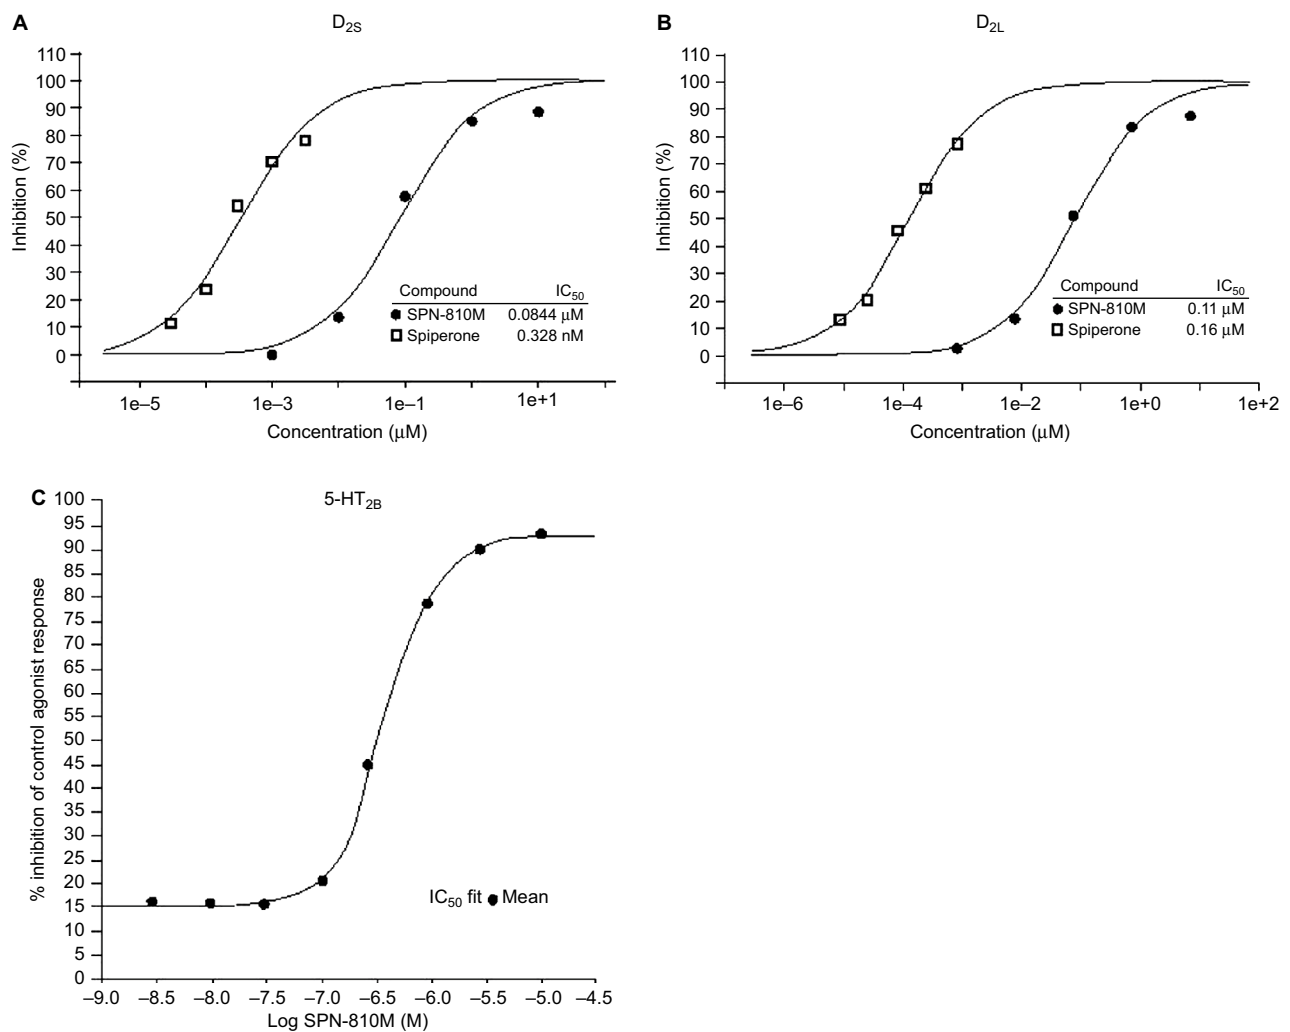 A
D2S
110
100
90
80
70
60
50
40
30
20
10
0
Inhibition (%)
Compound IC50
SPN-810M 0.0844 μM
Spiperone 0.328 nM
1e–5 1e–3 1e–1 1e+1
Concentration (μM)
B
D2L
110
100
90
80
70
60
50
40
30
20
10
0
Inhibition (%)
Compound IC50
SPN-810M 0.11 μM
Spiperone 0.16 μM
1e–6 1e–4 1e–2 1e+0 1e+2
Concentration (μM)
C
5-HT2B
100
95
90
85
80
75
70
65
60
55
50
45
40
35
30
25
20
15
10
5
0
% inhibition of control agonist response
IC50 fit Mean
–9.0 –8.5 –8.0 –7.5 –7.0 –6.5 –6.0 –5.5 –5.0 –4.5
Log SPN-810M (M)